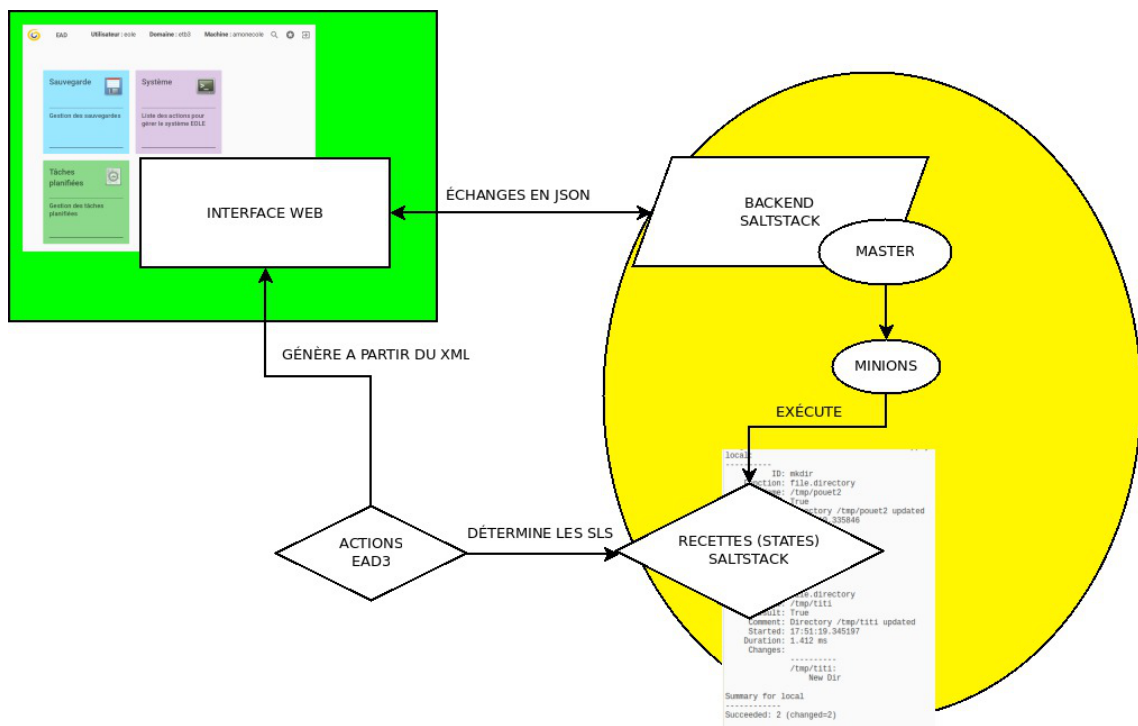 EAD Utilisateur : eole Domaine : etb3 Machine : amonecole
Sauvegarde
Gestion des sauvegardes
Système
Liste des actions pour
gérer le système EOLE
Tâches
planifiées
Gestion des tâches
planifiées
INTERFACE WEB
ÉCHANGES EN JSON
BACKEND
SALTSTACK
MASTER
MINIONS
EXÉCUTE
GÉNÈRE A PARTIR DU XML
ACTIONS
EAD3
DÉTERMINE LES SLS
local:
----------
ID: mkdir
/tmp/pouet2
True
/tmp/pouet2 updated
335846
RECETTES (STATES)
SALTSTACK
.directory
/tmp/titi
True
Comment: Directory /tmp/titi updated
Started: 17:51:19.345197
Duration: 1.412 ms
Changes:
----------
/tmp/titi:
New Dir
Summary for local
------------
Succeeded: 2 (changed=2)